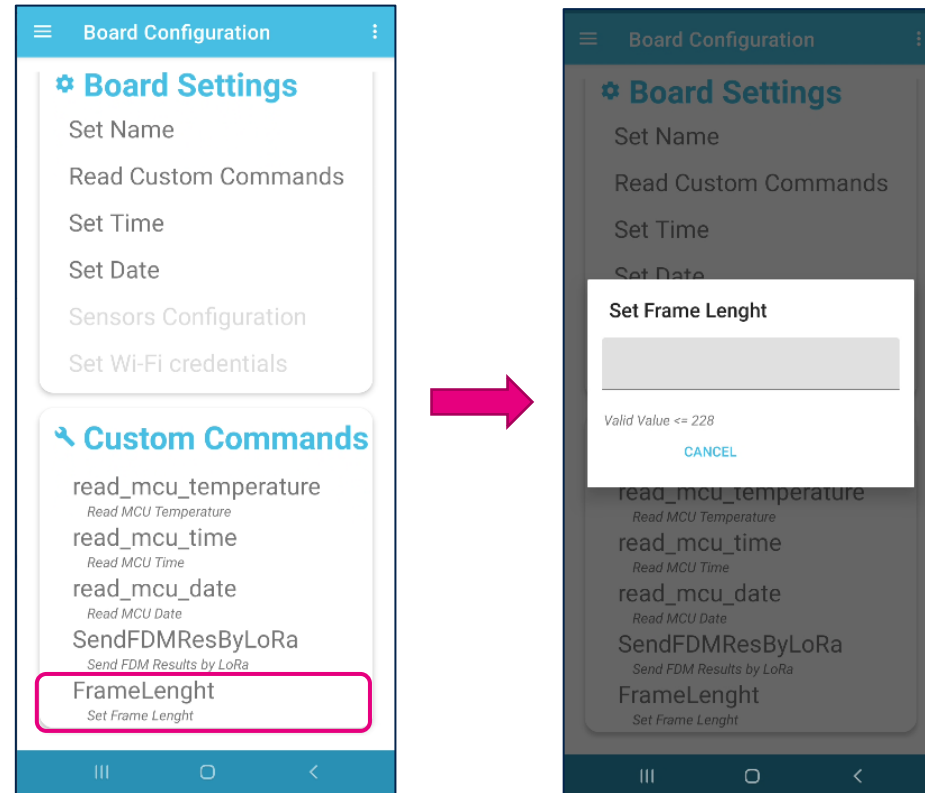 Board Configuration
Board Settings
Set Name
Read Custom Commands
Set Time
Set Date
Sensors Configuration
Set Wi-Fi credentials
Custom Commands
read_mcu_temperature
Read MCU Temperature
read_mcu_time
Read MCU Time
read_mcu_date
Read MCU Date
SendFDMResByLoRa
Send FDM Results by LoRa
FrameLenght
Set Frame Lenght
Board Configuration
Board Settings
Set Name
Read Custom Commands
Set Time
Set Date
Set Frame Lenght
Valid Value <= 228
CANCEL
read_mcu_temperature
Read MCU Temperature
read_mcu_time
Read MCU Time
read_mcu_date
Read MCU Date
SendFDMResByLoRa
Send FDM Results by LoRa
FrameLenght
Set Frame Lenght